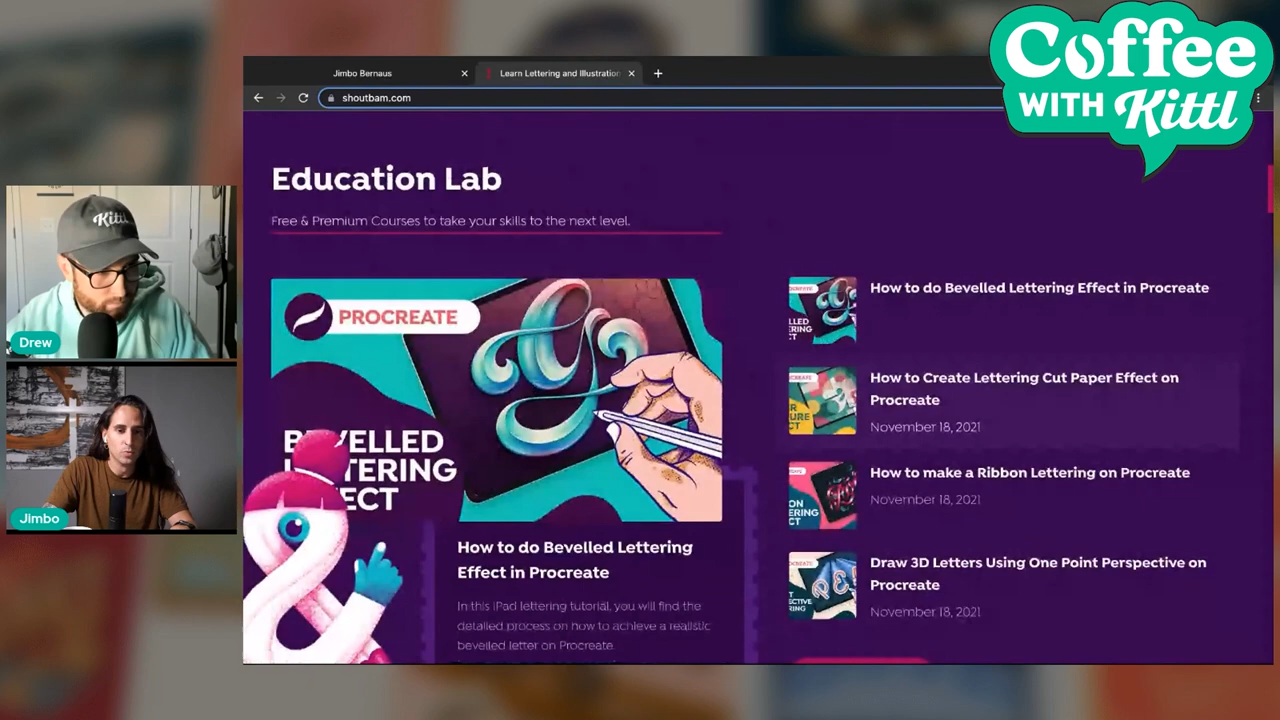 Coffee
WITH Kittl
Jimbo Bernaus
Learn Lettering and Illustration
shoutbam.com
Kittl
Drew
Jimbo
Education Lab
Free & Premium Courses to take your skills to the next level.
PROCREATE
BEVELLED
LETTERING
EFFECT
How to do Bevelled Lettering
Effect in Procreate
In this iPad lettering tutorial, you will find the
detailed process on how to achieve a realistic
bevelled letter on Procreate.
How to do Bevelled Lettering Effect in Procreate
How to Create Lettering Cut Paper Effect on
Procreate
November 18, 2021
How to make a Ribbon Lettering on Procreate
November 18, 2021
Draw 3D Letters Using One Point Perspective on
Procreate
November 18, 2021